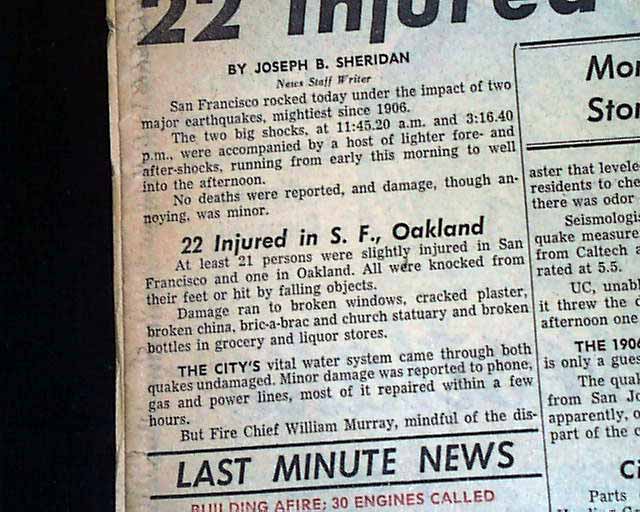 22 Injured
BY JOSEPH B. SHERIDAN
News Staff Writer
San Francisco rocked today under the impact of two
major earthquakes, mightiest since 1906.
The two big shocks, at 11:45.20 a.m. and 3:16.40
p.m., were accompanied by a host of lighter fore- and
after-shocks, running from early this morning to well
into the afternoon.
No deaths were reported, and damage, though an-
noying, was minor.
22 Injured in S. F., Oakland
At least 21 persons were slightly injured in San
Francisco and one in Oakland. All were knocked from
their feet or hit by falling objects.
Damage ran to broken windows, cracked plaster,
broken china, bric-a-brac and church statuary and broken
bottles in grocery and liquor stores.
THE CITY'S vital water system came through both
quakes undamaged. Minor damage was reported to phone,
gas and power lines, most of it repaired within a few
hours.
But Fire Chief William Murray, mindful of the dis-
LAST MINUTE NEWS
BUILDING AFIRE; 30 ENGINES CALLED
Mor
Stor
aster that levele
residents to che
there was odor
Seismologis
quake measure
from Caltech a
rated at 5.5.
UC, unabl
it threw the c
afternoon one
THE 1906
is only a gues
The qua
from San Jo
apparently, o
part of the c
Ci
Parts